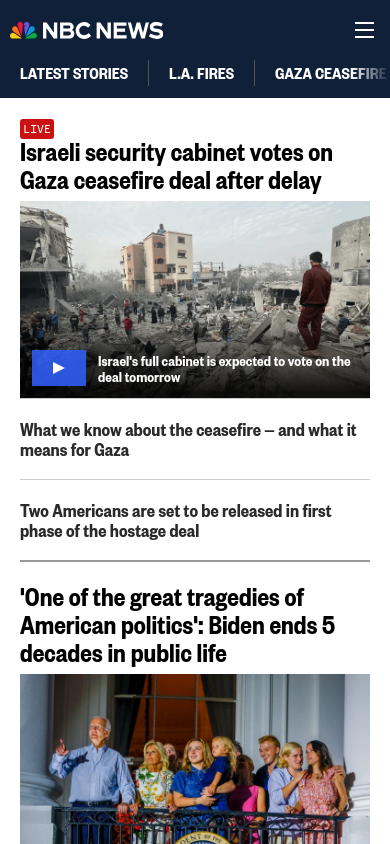 NBC NEWS
LATEST STORIES
L.A. FIRES
GAZA CEASEFIRE
LIVE
Israeli security cabinet votes on
Gaza ceasefire deal after delay
Israel's full cabinet is expected to vote on the
deal tomorrow
What we know about the ceasefire – and what it
means for Gaza
Two Americans are set to be released in first
phase of the hostage deal
'One of the great tragedies of
American politics': Biden ends 5
decades in public life